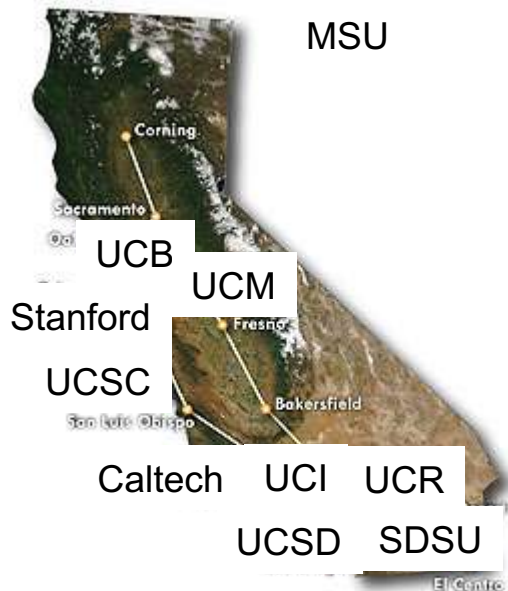 MSU
Corning
Sacramento
UCB
UCM
Stanford
Fresno
UCSC
Bakersfield
San Luis Obispo
Caltech UCI UCR
UCSD SDSU
El Centro